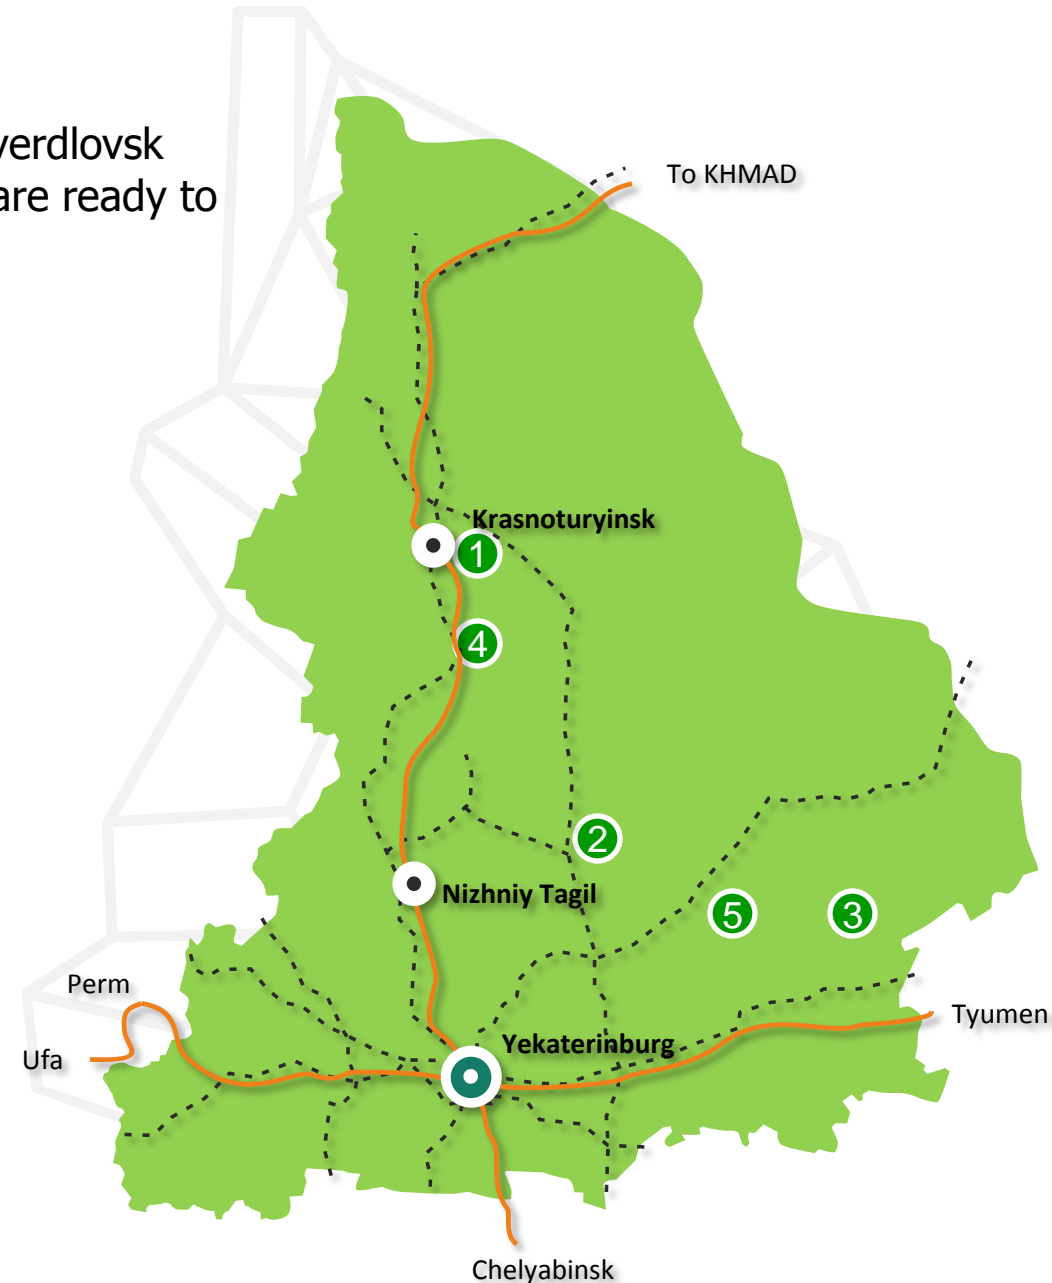 verdlovsk
are ready to
To KHMAD
Krasnoturyinsk
1
4
2
Nizhniy Tagil
5
3
Perm
Tyumen
Yekaterinburg
Ufa
Chelyabinsk